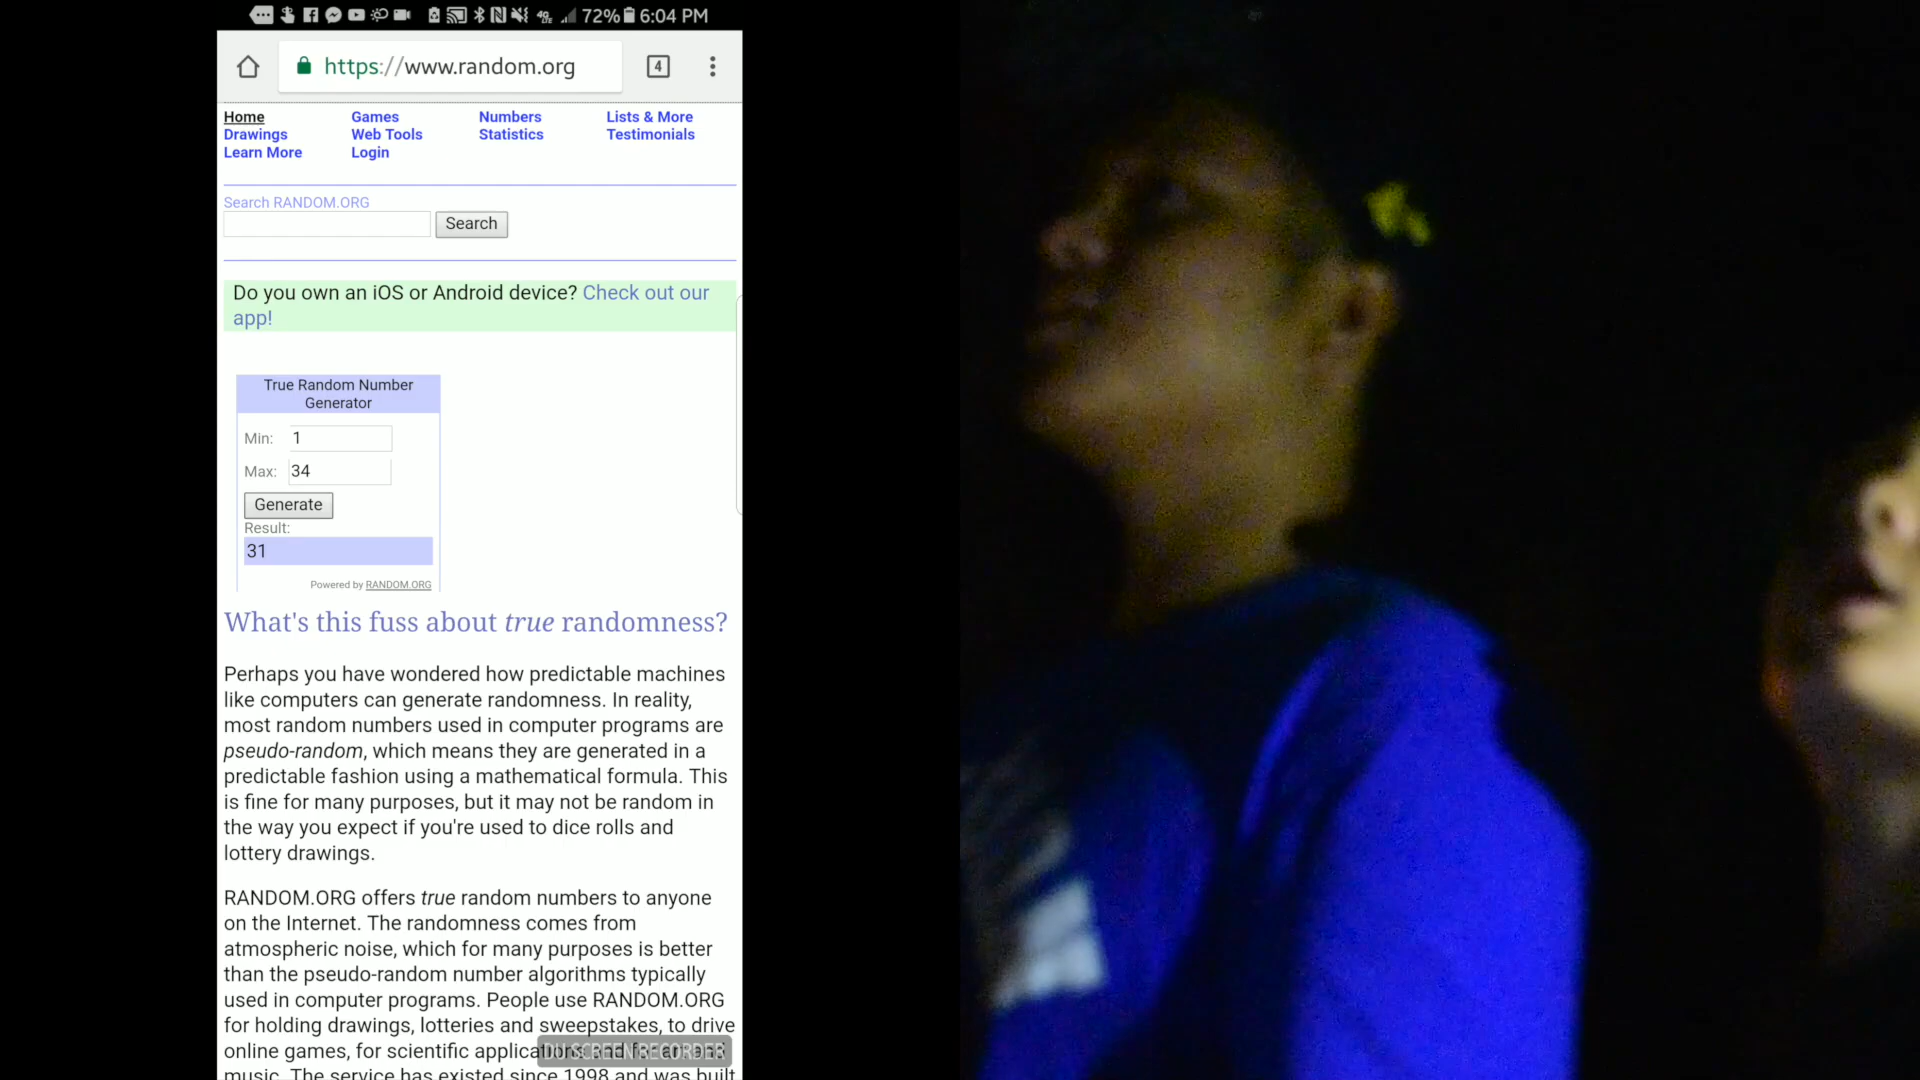 72% 6:04 PM
https://www.random.org 4
Home Games Numbers Lists & More
Drawings Web Tools Statistics Testimonials
Learn More Login
Search RANDOM.ORG
Search
Do you own an iOS or Android device? Check out our
app!
True Random Number
Generator
Min: 1
Max: 34
Generate
Result:
31
Powered by RANDOM.ORG
What's this fuss about true randomness?
Perhaps you have wondered how predictable machines
like computers can generate randomness. In reality,
most random numbers used in computer programs are
pseudo-random, which means they are generated in a
predictable fashion using a mathematical formula. This
is fine for many purposes, but it may not be random in
the way you expect if you're used to dice rolls and
lottery drawings.
RANDOM.ORG offers true random numbers to anyone
on the Internet. The randomness comes from
atmospheric noise, which for many purposes is better
than the pseudo-random number algorithms typically
used in computer programs. People use RANDOM.ORG
for holding drawings, lotteries and sweepstakes, to drive
online games, for scientific applications and for art and
DU SCREEN RECORDER
music. The service has existed since 1998 and was built